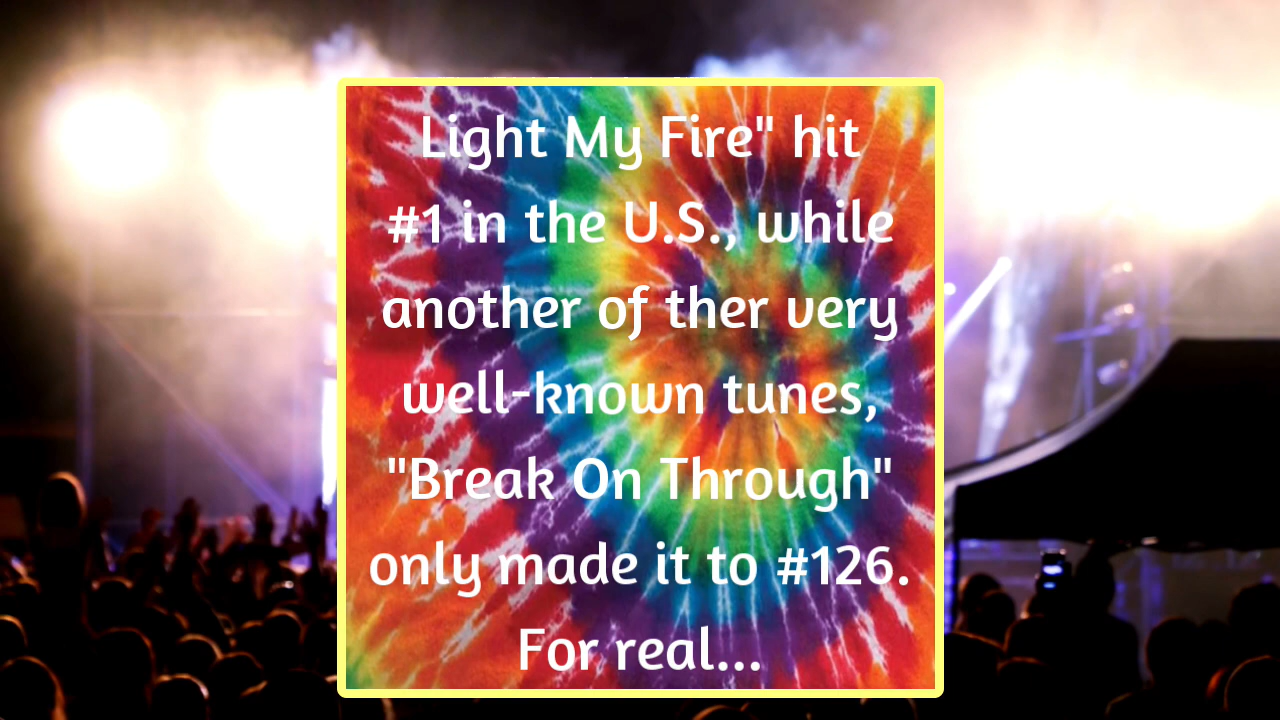 Light My Fire" hit
#1 in the U.S., while
another of ther very
well-known tunes,
"Break On Through"
only made it to #126.
For real...